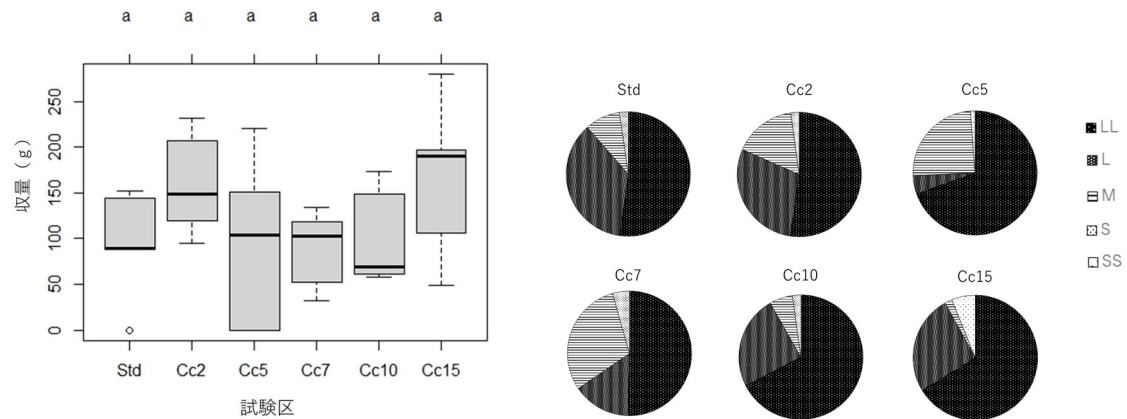 a a a a a a
収量（g）
250
200
150
100
50
0
Std Cc2 Cc5 Cc7 Cc10 Cc15
試験区
Std Cc2 Cc5
Cc7 Cc10 Cc15
LL
L
M
S
SS